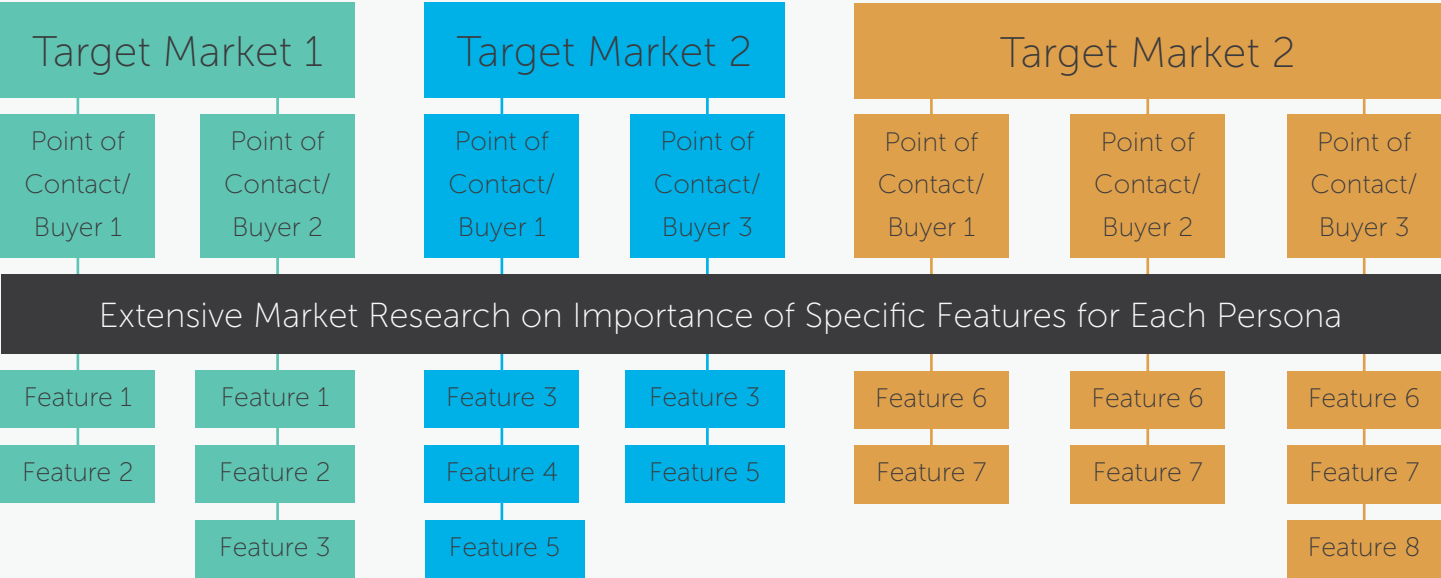 Target Market 1
Target Market 2
Target Market 2
Point of
Contact/
Buyer 1
Point of
Contact/
Buyer 2
Point of
Contact/
Buyer 1
Point of
Contact/
Buyer 3
Point of
Contact/
Buyer 1
Point of
Contact/
Buyer 2
Point of
Contact/
Buyer 3
Extensive Market Research on Importance of Specific Features for Each Persona
Feature 1
Feature 1
Feature 3
Feature 3
Feature 6
Feature 6
Feature 6
Feature 2
Feature 2
Feature 4
Feature 5
Feature 7
Feature 7
Feature 7
Feature 3
Feature 5
Feature 8